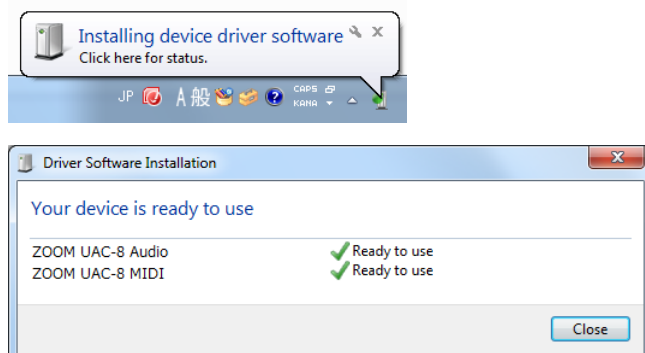 Installing device driver software
Click here for status.
JP A 般 ? CAPS
KANA
Driver Software Installation
Your device is ready to use
ZOOM UAC-8 Audio Ready to use
ZOOM UAC-8 MIDI Ready to use
Close